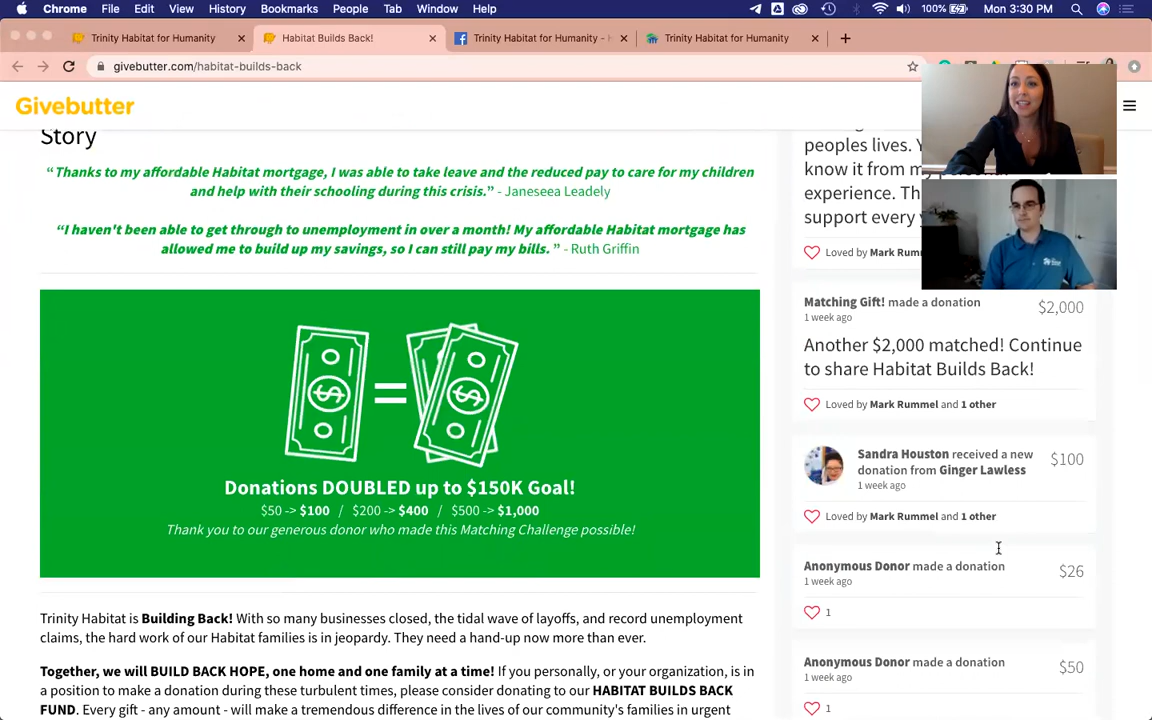 Chrome File Edit View History Bookmarks People Tab Window Help 100% Mon 3:30 PM
Trinity Habitat for Humanity × Habitat Builds Back! × Trinity Habitat for Humanity - × Trinity Habitat for Humanity × +
givebutter.com/habitat-builds-back
Givebutter
Story
“Thanks to my affordable Habitat mortgage, I was able to take leave and the reduced pay to care for my children
and help with their schooling during this crisis.” - Janeseea Leadely
“I haven't been able to get through to unemployment in over a month! My affordable Habitat mortgage has
allowed me to build up my savings, so I can still pay my bills. ” - Ruth Griffin
Donations DOUBLED up to $150K Goal!
$50 -> $100 / $200 -> $400 / $500 -> $1,000
Thank you to our generous donor who made this Matching Challenge possible!
Trinity Habitat is Building Back! With so many businesses closed, the tidal wave of layoffs, and record unemployment
claims, the hard work of our Habitat families is in jeopardy. They need a hand-up now more than ever.
Together, we will BUILD BACK HOPE, one home and one family at a time! If you personally, or your organization, is in
a position to make a donation during these turbulent times, please consider donating to our HABITAT BUILDS BACK
FUND. Every gift - any amount - will make a tremendous difference in the lives of our community's families in urgent
peoples lives.
know it from my
experience.
support every
Loved by Mark
Matching Gift! made a donation $2,000
1 week ago
Another $2,000 matched! Continue
to share Habitat Builds Back!
Loved by Mark Rummel and 1 other
Sandra Houston received a new $100
donation from Ginger Lawless
1 week ago
Loved by Mark Rummel and 1 other
Anonymous Donor made a donation $26
1 week ago
1
Anonymous Donor made a donation $50
1 week ago
1